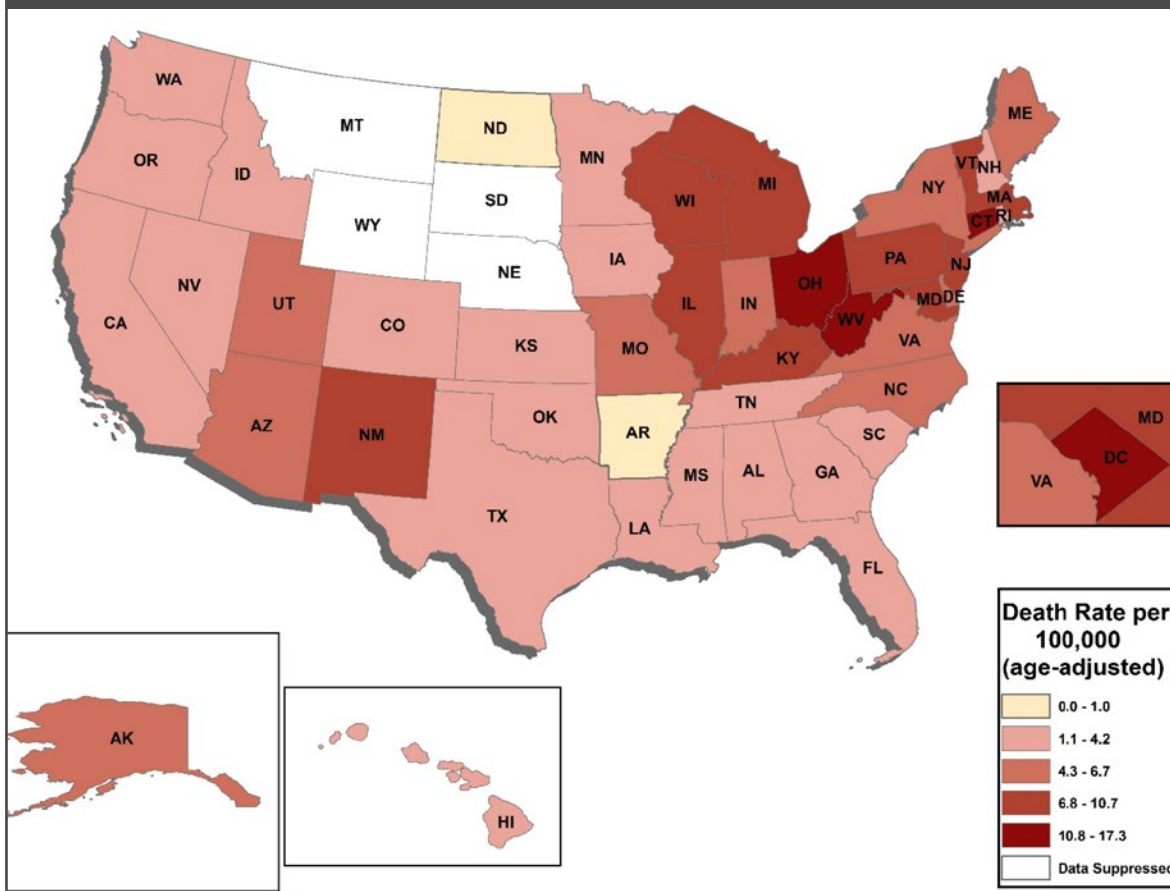 WA
MT
ND
MN
ME
OR
ID
SD
WI
MI
VT
NH
NY
MA
CT
RI
WY
IA
NE
PA
NJ
NV
UT
CO
IL
IN
OH
MD
DE
CA
KS
MO
WV
KY
VA
AZ
NM
OK
AR
TN
NC
SC
MS
AL
GA
TX
LA
FL
MD
DC
VA
AK
HI
Death Rate per
100,000
(age-adjusted)
0.0 - 1.0
1.1 - 4.2
4.3 - 6.7
6.8 - 10.7
10.8 - 17.3
Data Suppressed